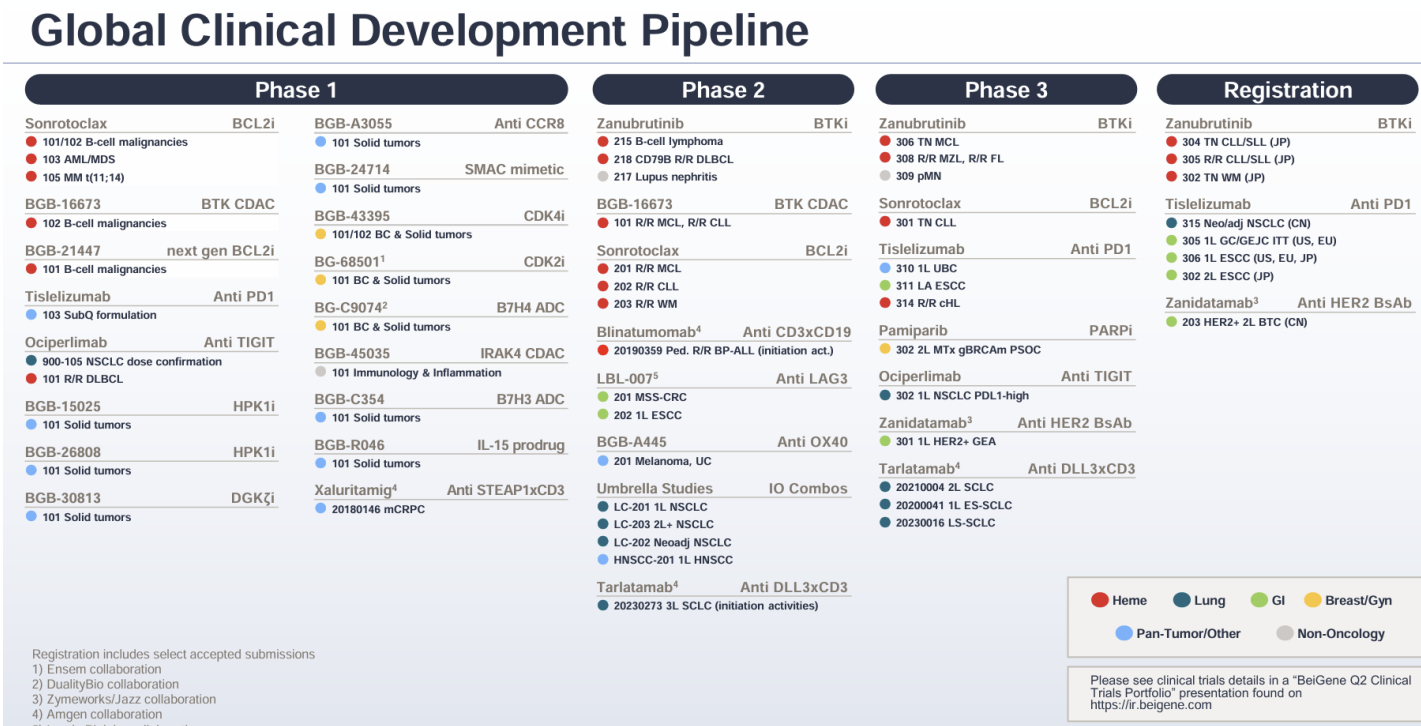 Global Clinical Development Pipeline
Phase 1
Sonrotoclax BCL2i
101/102 B-cell malignancies
103 AML/MDS
105 MM t(11;14)
BGB-16673 BTK CDAC
102 B-cell malignancies
BGB-21447 next gen BCL2i
101 B-cell malignancies
Tislelizumab Anti PD1
103 SubQ formulation
Ociperlimab Anti TIGIT
900-105 NSCLC dose confirmation
101 R/R DLBCL
BGB-15025 HPK1i
101 Solid tumors
BGB-26808 HPK1i
101 Solid tumors
BGB-30813 DGKζi
101 Solid tumors
BGB-A3055 Anti CCR8
101 Solid tumors
BGB-24714 SMAC mimetic
101 Solid tumors
BGB-43395 CDK4i
101/102 BC & Solid tumors
BG-68501¹ CDK2i
101 BC & Solid tumors
BG-C9074² B7H4 ADC
101 BC & Solid tumors
BGB-45035 IRAK4 CDAC
101 Immunology & Inflammation
BGB-C354 B7H3 ADC
101 Solid tumors
BGB-R046 IL-15 prodrug
101 Solid tumors
Xaluritamig⁴ Anti STEAP1xCD3
20180146 mCRPC
Phase 2
Zanubrutinib BTKi
215 B-cell lymphoma
218 CD79B R/R DLBCL
217 Lupus nephritis
BGB-16673 BTK CDAC
101 R/R MCL, R/R CLL
Sonrotoclax BCL2i
201 R/R MCL
202 R/R CLL
203 R/R WM
Blinatumomab⁴ Anti CD3xCD19
20190359 Ped. R/R BP-ALL (initiation act.)
LBL-007⁵ Anti LAG3
201 MSS-CRC
202 1L ESCC
BGB-A445 Anti OX40
201 Melanoma, UC
Umbrella Studies IO Combos
LC-201 1L NSCLC
LC-203 2L+ NSCLC
LC-202 Neoadj NSCLC
HNSCC-201 1L HNSCC
Tarlatamab⁴ Anti DLL3xCD3
20230273 3L SCLC (initiation activities)
Phase 3
Zanubrutinib BTKi
306 TN MCL
308 R/R MZL, R/R FL
309 pMN
Sonrotoclax BCL2i
301 TN CLL
Tislelizumab Anti PD1
310 1L UBC
311 LA ESCC
314 R/R cHL
Pamiparib PARPi
302 2L MTx gBRCAm PSOC
Ociperlimab Anti TIGIT
302 1L NSCLC PDL1-high
Zanidatamab³ Anti HER2 BsAb
301 1L HER2+ GEA
Tarlatamab⁴ Anti DLL3xCD3
20210004 2L SCLC
20200041 1L ES-SCLC
20230016 LS-SCLC
Registration
Zanubrutinib BTKi
304 TN CLL/SLL (JP)
305 R/R CLL/SLL (JP)
302 TN WM (JP)
Tislelizumab Anti PD1
315 Neo/adj NSCLC (CN)
305 1L GC/GEJC ITT (US, EU)
306 1L ESCC (US, EU, JP)
302 2L ESCC (JP)
Zanidatamab³ Anti HER2 BsAb
203 HER2+ 2L BTC (CN)
Heme Lung GI Breast/Gyn
Pan-Tumor/Other Non-Oncology
Registration includes select accepted submissions
1) Ensem collaboration
2) DualityBio collaboration
3) Zymeworks/Jazz collaboration
4) Amgen collaboration
Please see clinical trials details in a “BeiGene Q2 Clinical
Trials Portfolio” presentation found on
https://ir.beigene.com